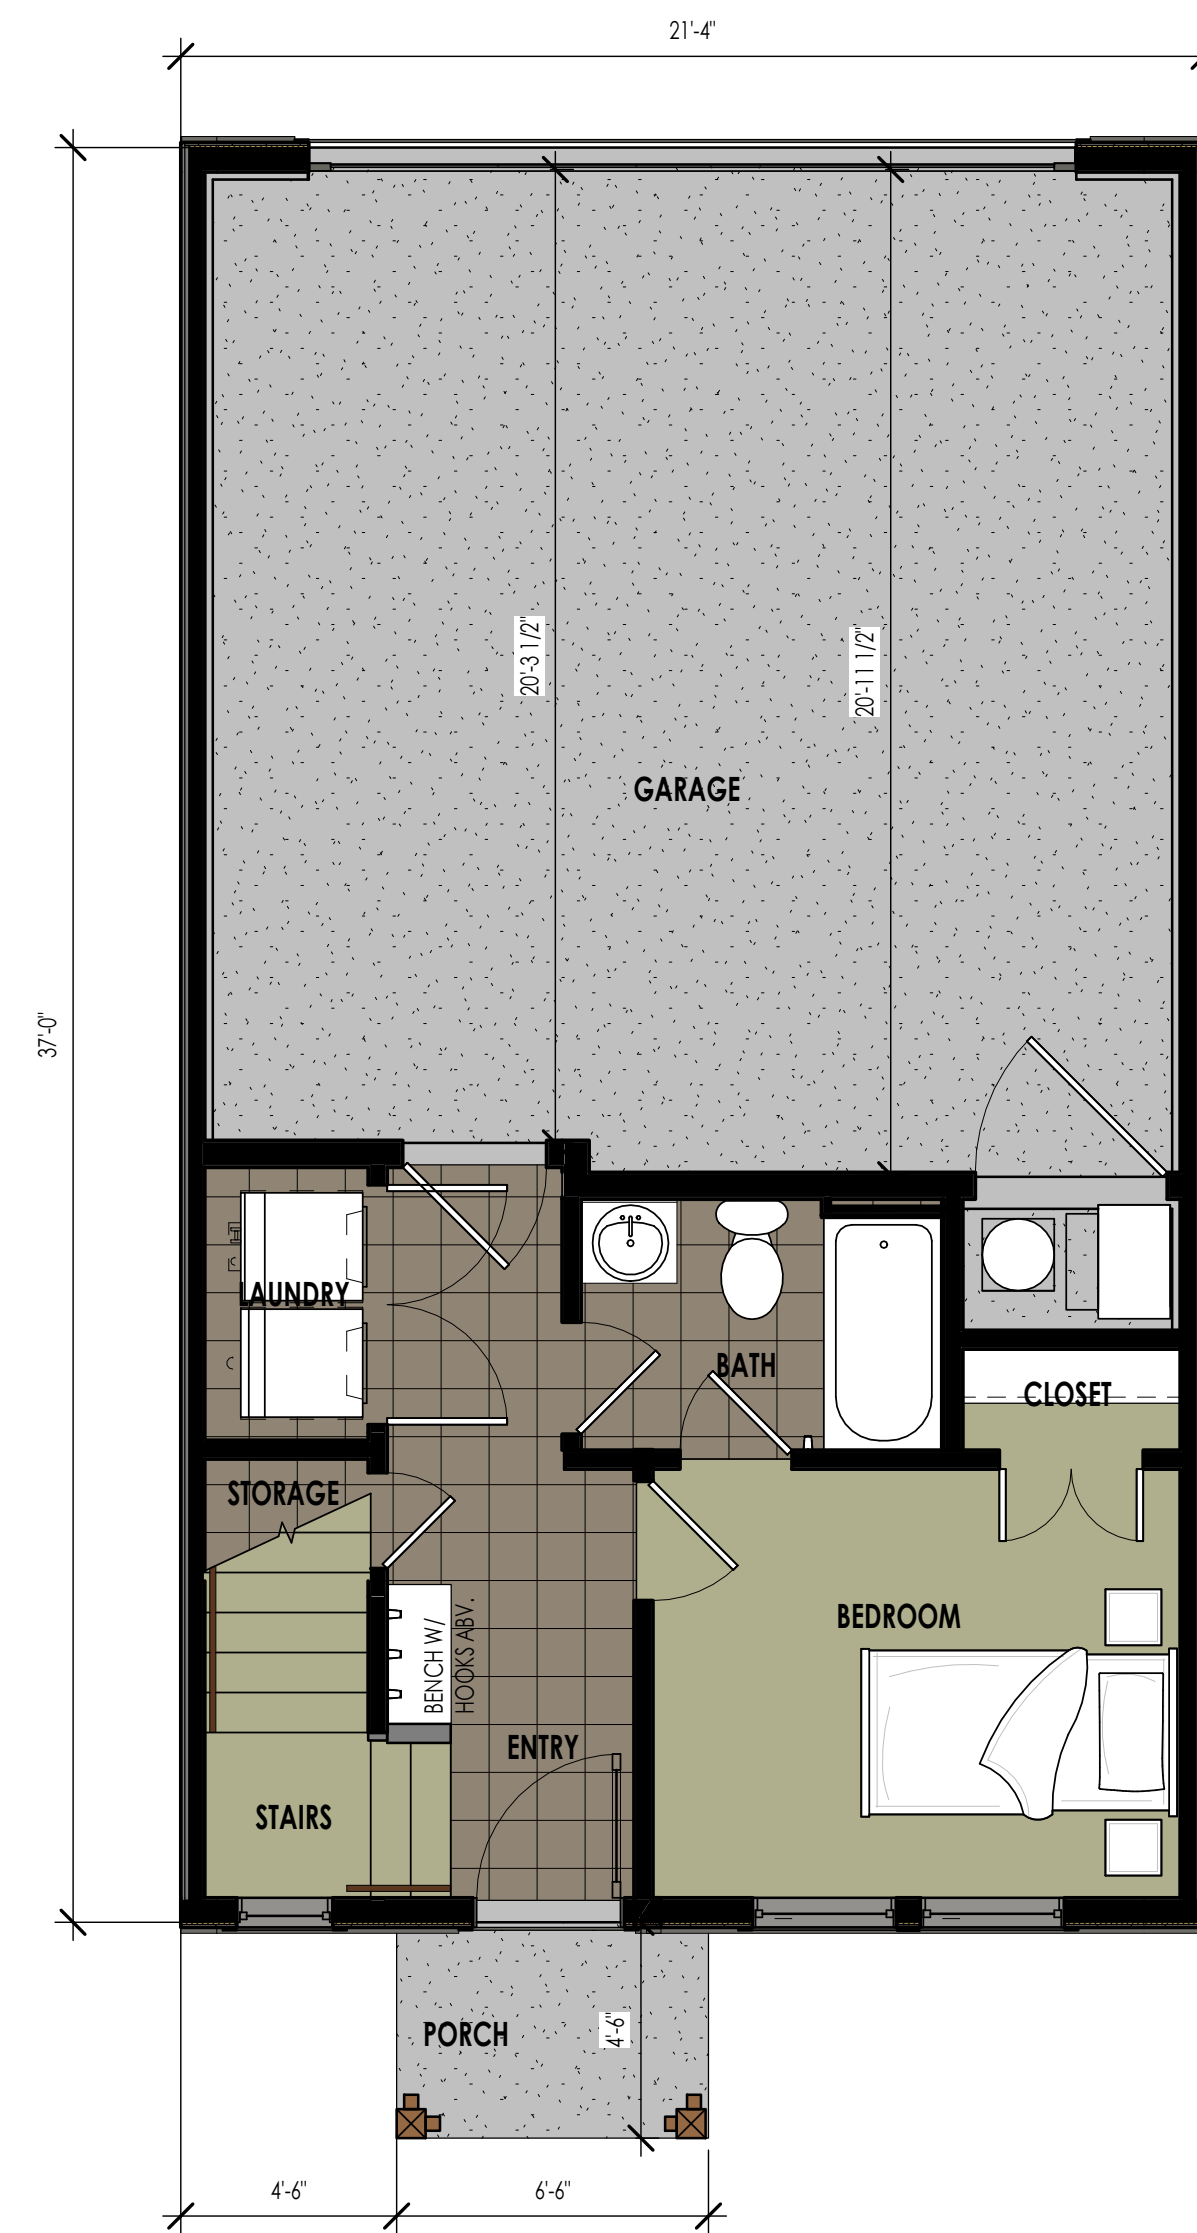 21'-4"
37'-0"
20'-3 1/2"
20'-11 1/2"
GARAGE
LAUNDRY
BATH
CLOSET
STORAGE
BEDROOM
BENCH W/
HOOKS ABV.
ENTRY
STAIRS
PORCH
4'-6"
4'-6"
6'-6"